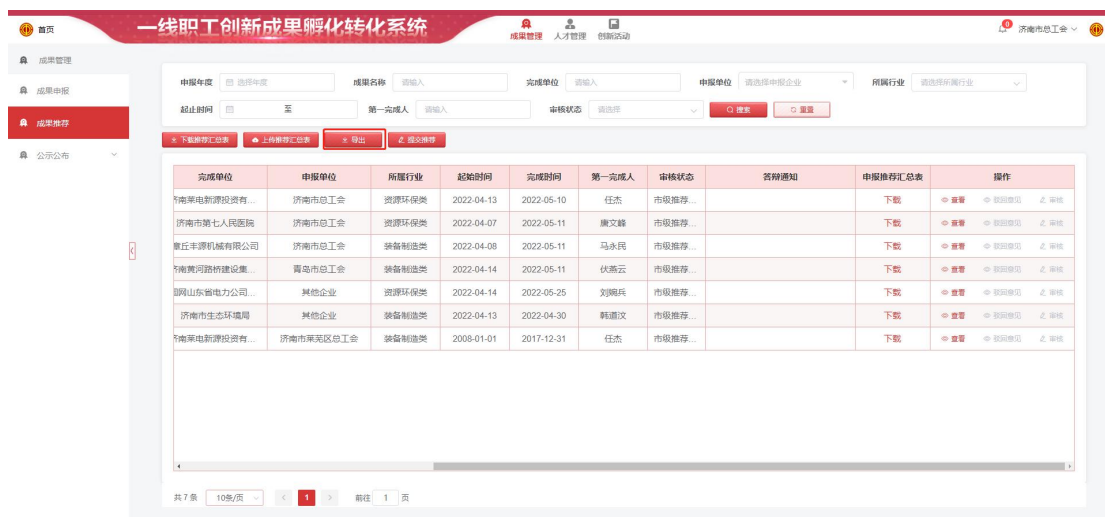 首页 一线职工创新成果孵化转化系统 成果管理 人才管理 创新活动 济南市总工会
成果管理
成果申报
成果推荐
公示公布
申报年度 选择年度 成果名称 请输入 完成单位 请输入 申报单位 请选择申报企业 所属行业 请选择所属行业
起止时间 至 第一完成人 请输入 审核状态 请选择 搜索 重置
下载推荐汇总表 上传推荐汇总表 导出 提交推荐
完成单位 申报单位 所属行业 起始时间 完成时间 第一完成人 审核状态 答辩通知 申报推荐汇总表 操作
济南莱电新源投资有... 济南市总工会 资源环保类 2022-04-13 2022-05-10 任杰 市级推荐... 下载 查看 驳回意见 审核
济南市第七人民医院 济南市总工会 资源环保类 2022-04-07 2022-05-11 唐文峰 市级推荐... 下载 查看 驳回意见 审核
章丘丰源机械有限公司 济南市总工会 装备制造类 2022-04-08 2022-05-11 马永民 市级推荐... 下载 查看 驳回意见 审核
济南黄河路桥建设集... 青岛市总工会 装备制造类 2022-04-14 2022-05-11 伏燕云 市级推荐... 下载 查看 驳回意见 审核
国网山东省电力公司... 其他企业 资源环保类 2022-04-14 2022-05-25 刘婉兵 市级推荐... 下载 查看 驳回意见 审核
济南市生态环境局 其他企业 装备制造类 2022-04-13 2022-04-30 韩道汶 市级推荐... 下载 查看 驳回意见 审核
济南莱电新源投资有... 济南市莱芜区总工会 装备制造类 2008-01-01 2017-12-31 任杰 市级推荐... 下载 查看 驳回意见 审核
共 7 条 10条/页 1 前往 1 页